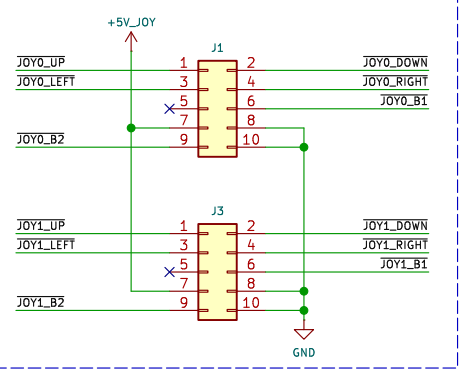 +5V_JOY
J1
JOY0_UP 1 2 JOY0_DOWN
JOY0_LEFT 3 4 JOY0_RIGHT
5 6 JOY0_B1
7 8
JOY0_B2 9 10
J3
JOY1_UP 1 2 JOY1_DOWN
JOY1_LEFT 3 4 JOY1_RIGHT
5 6 JOY1_B1
7 8
JOY1_B2 9 10
GND